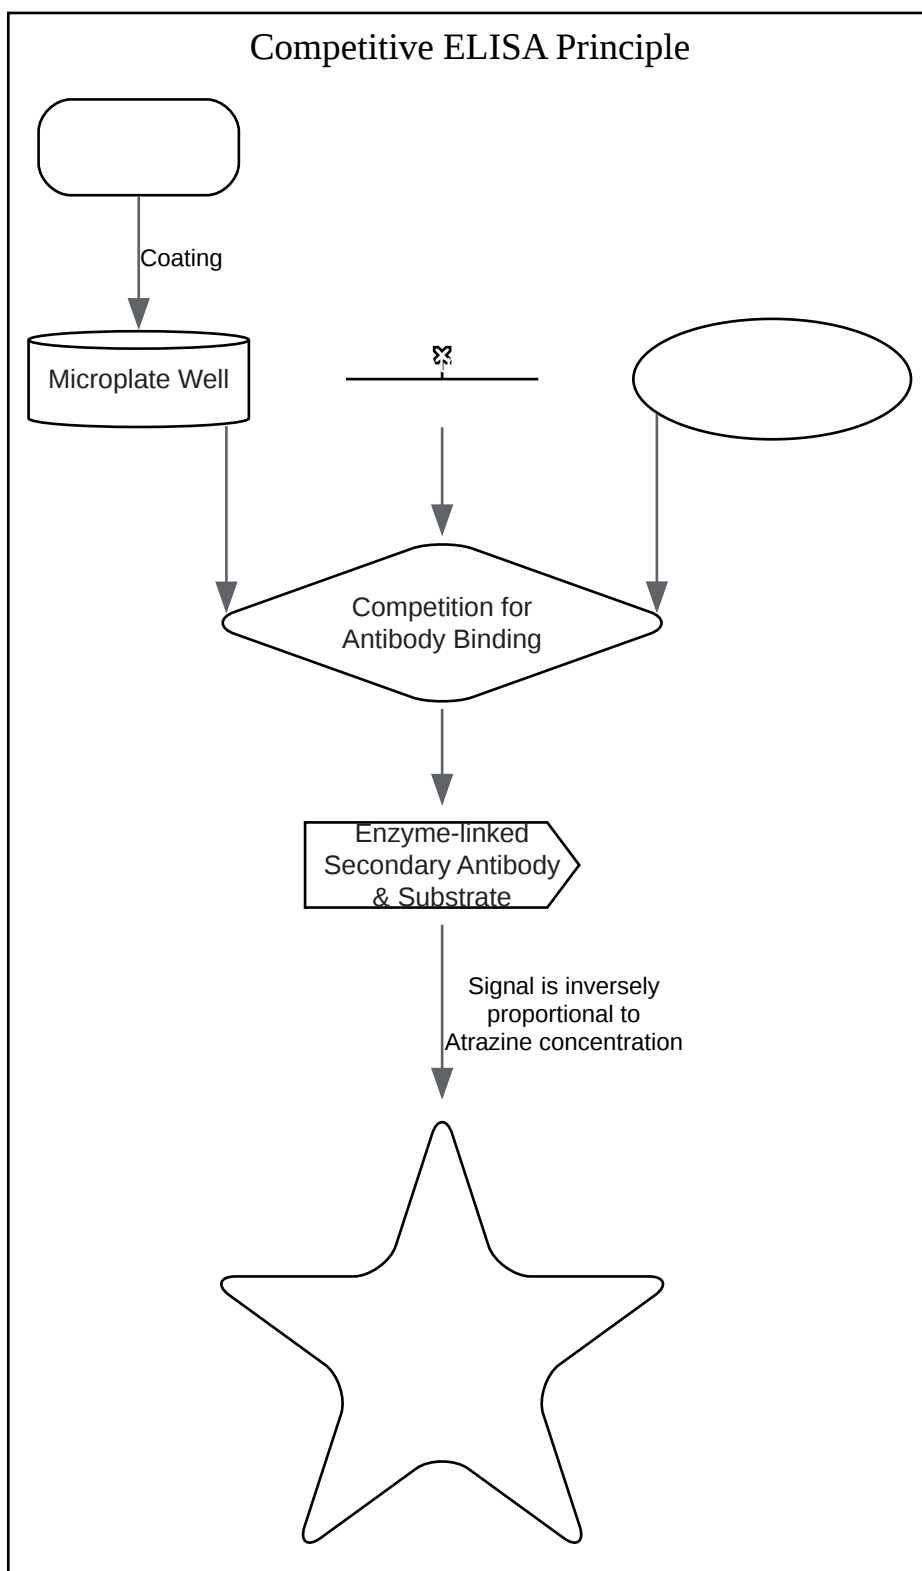 Competitive ELISA Principle
Coating
Microplate Well
Competition for
Antibody Binding
Enzyme-linked
Secondary Antibody
& Substrate
Signal is inversely
proportional to
Atrazine concentration